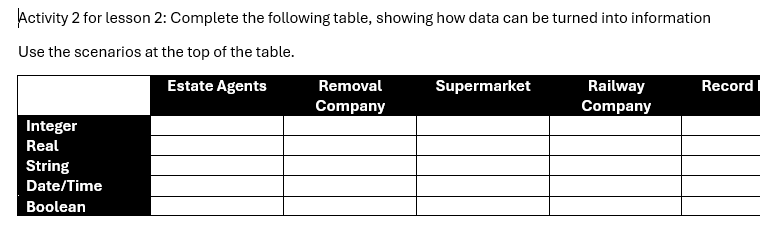 Activity 2 for lesson 2: Complete the following table, showing how data can be turned into information
Use the scenarios at the top of the table.
Estate Agents Removal Supermarket Railway Record
Company Company
Integer
Real
String
Date/Time
Boolean